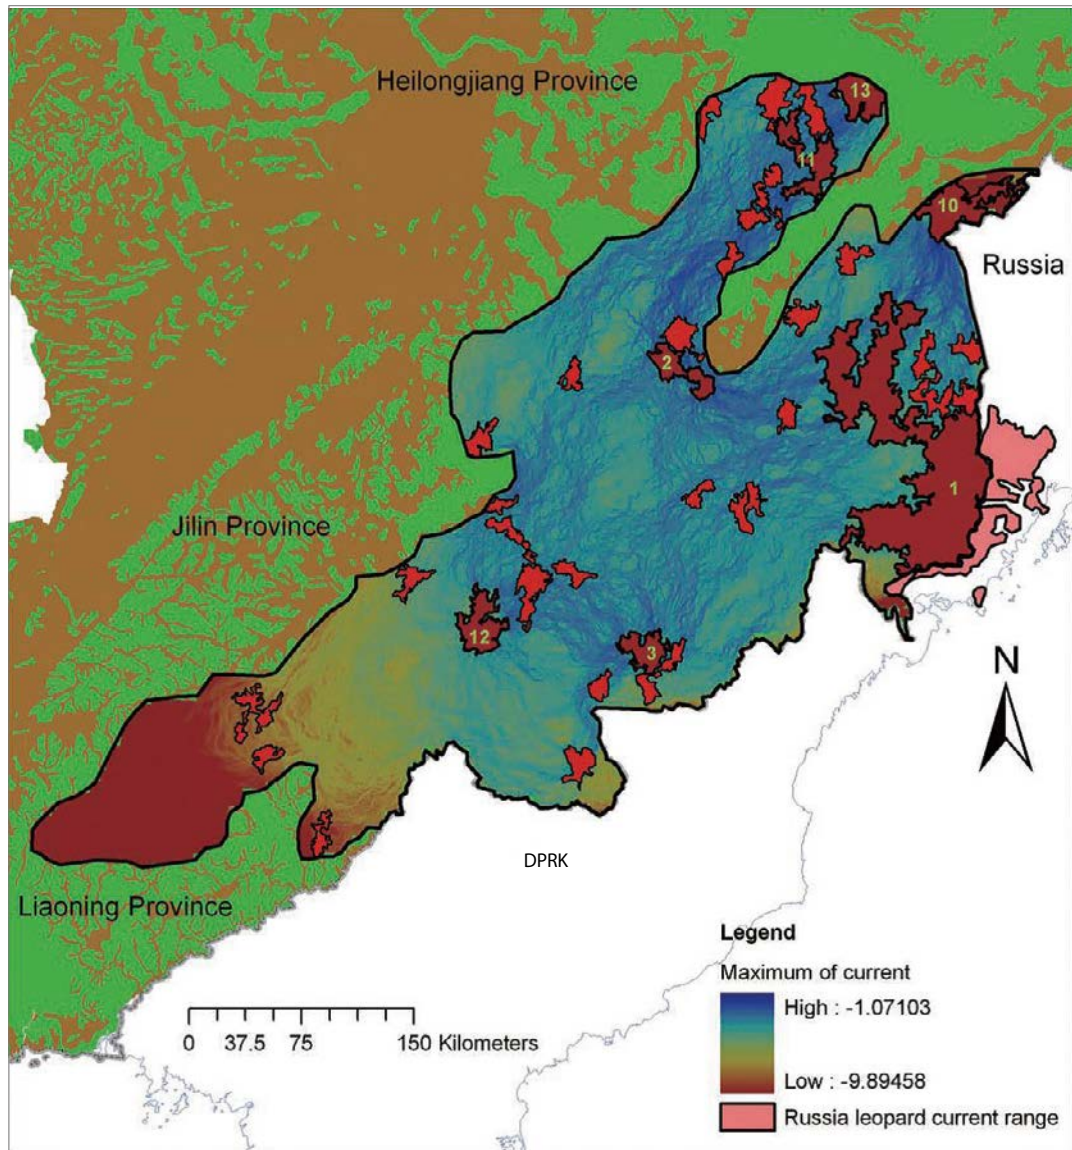 Heilongjiang Province
13
11
10
Russia
2
1
Jilin Province
12
3
N
DPRK
Liaoning Province
Legend
Maximum of current
High : -1.07103
Low : -9.89458
Russia leopard current range
0 37.5 75 150 Kilometers